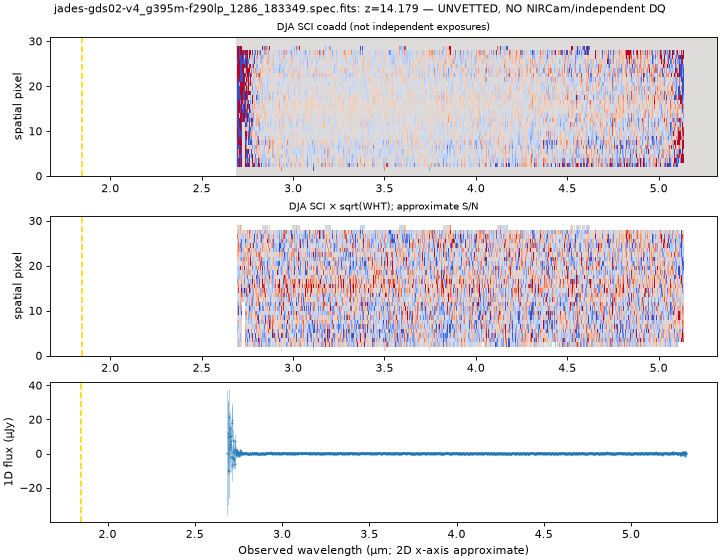 jades-gds02-v4_g395m-f290lp_1286_183349.spec.fits: z=14.179 — UNVETTED, NO NIRCam/independent DQ
DJA SCI coadd (not independent exposures)
spatial pixel
30
20
10
0
2.0 2.5 3.0 3.5 4.0 4.5 5.0
DJA SCI × sqrt(WHT); approximate S/N
spatial pixel
30
20
10
0
2.0 2.5 3.0 3.5 4.0 4.5 5.0
1D flux (μJy)
40
20
0
−20
2.0 2.5 3.0 3.5 4.0 4.5 5.0
Observed wavelength (μm; 2D x-axis approximate)